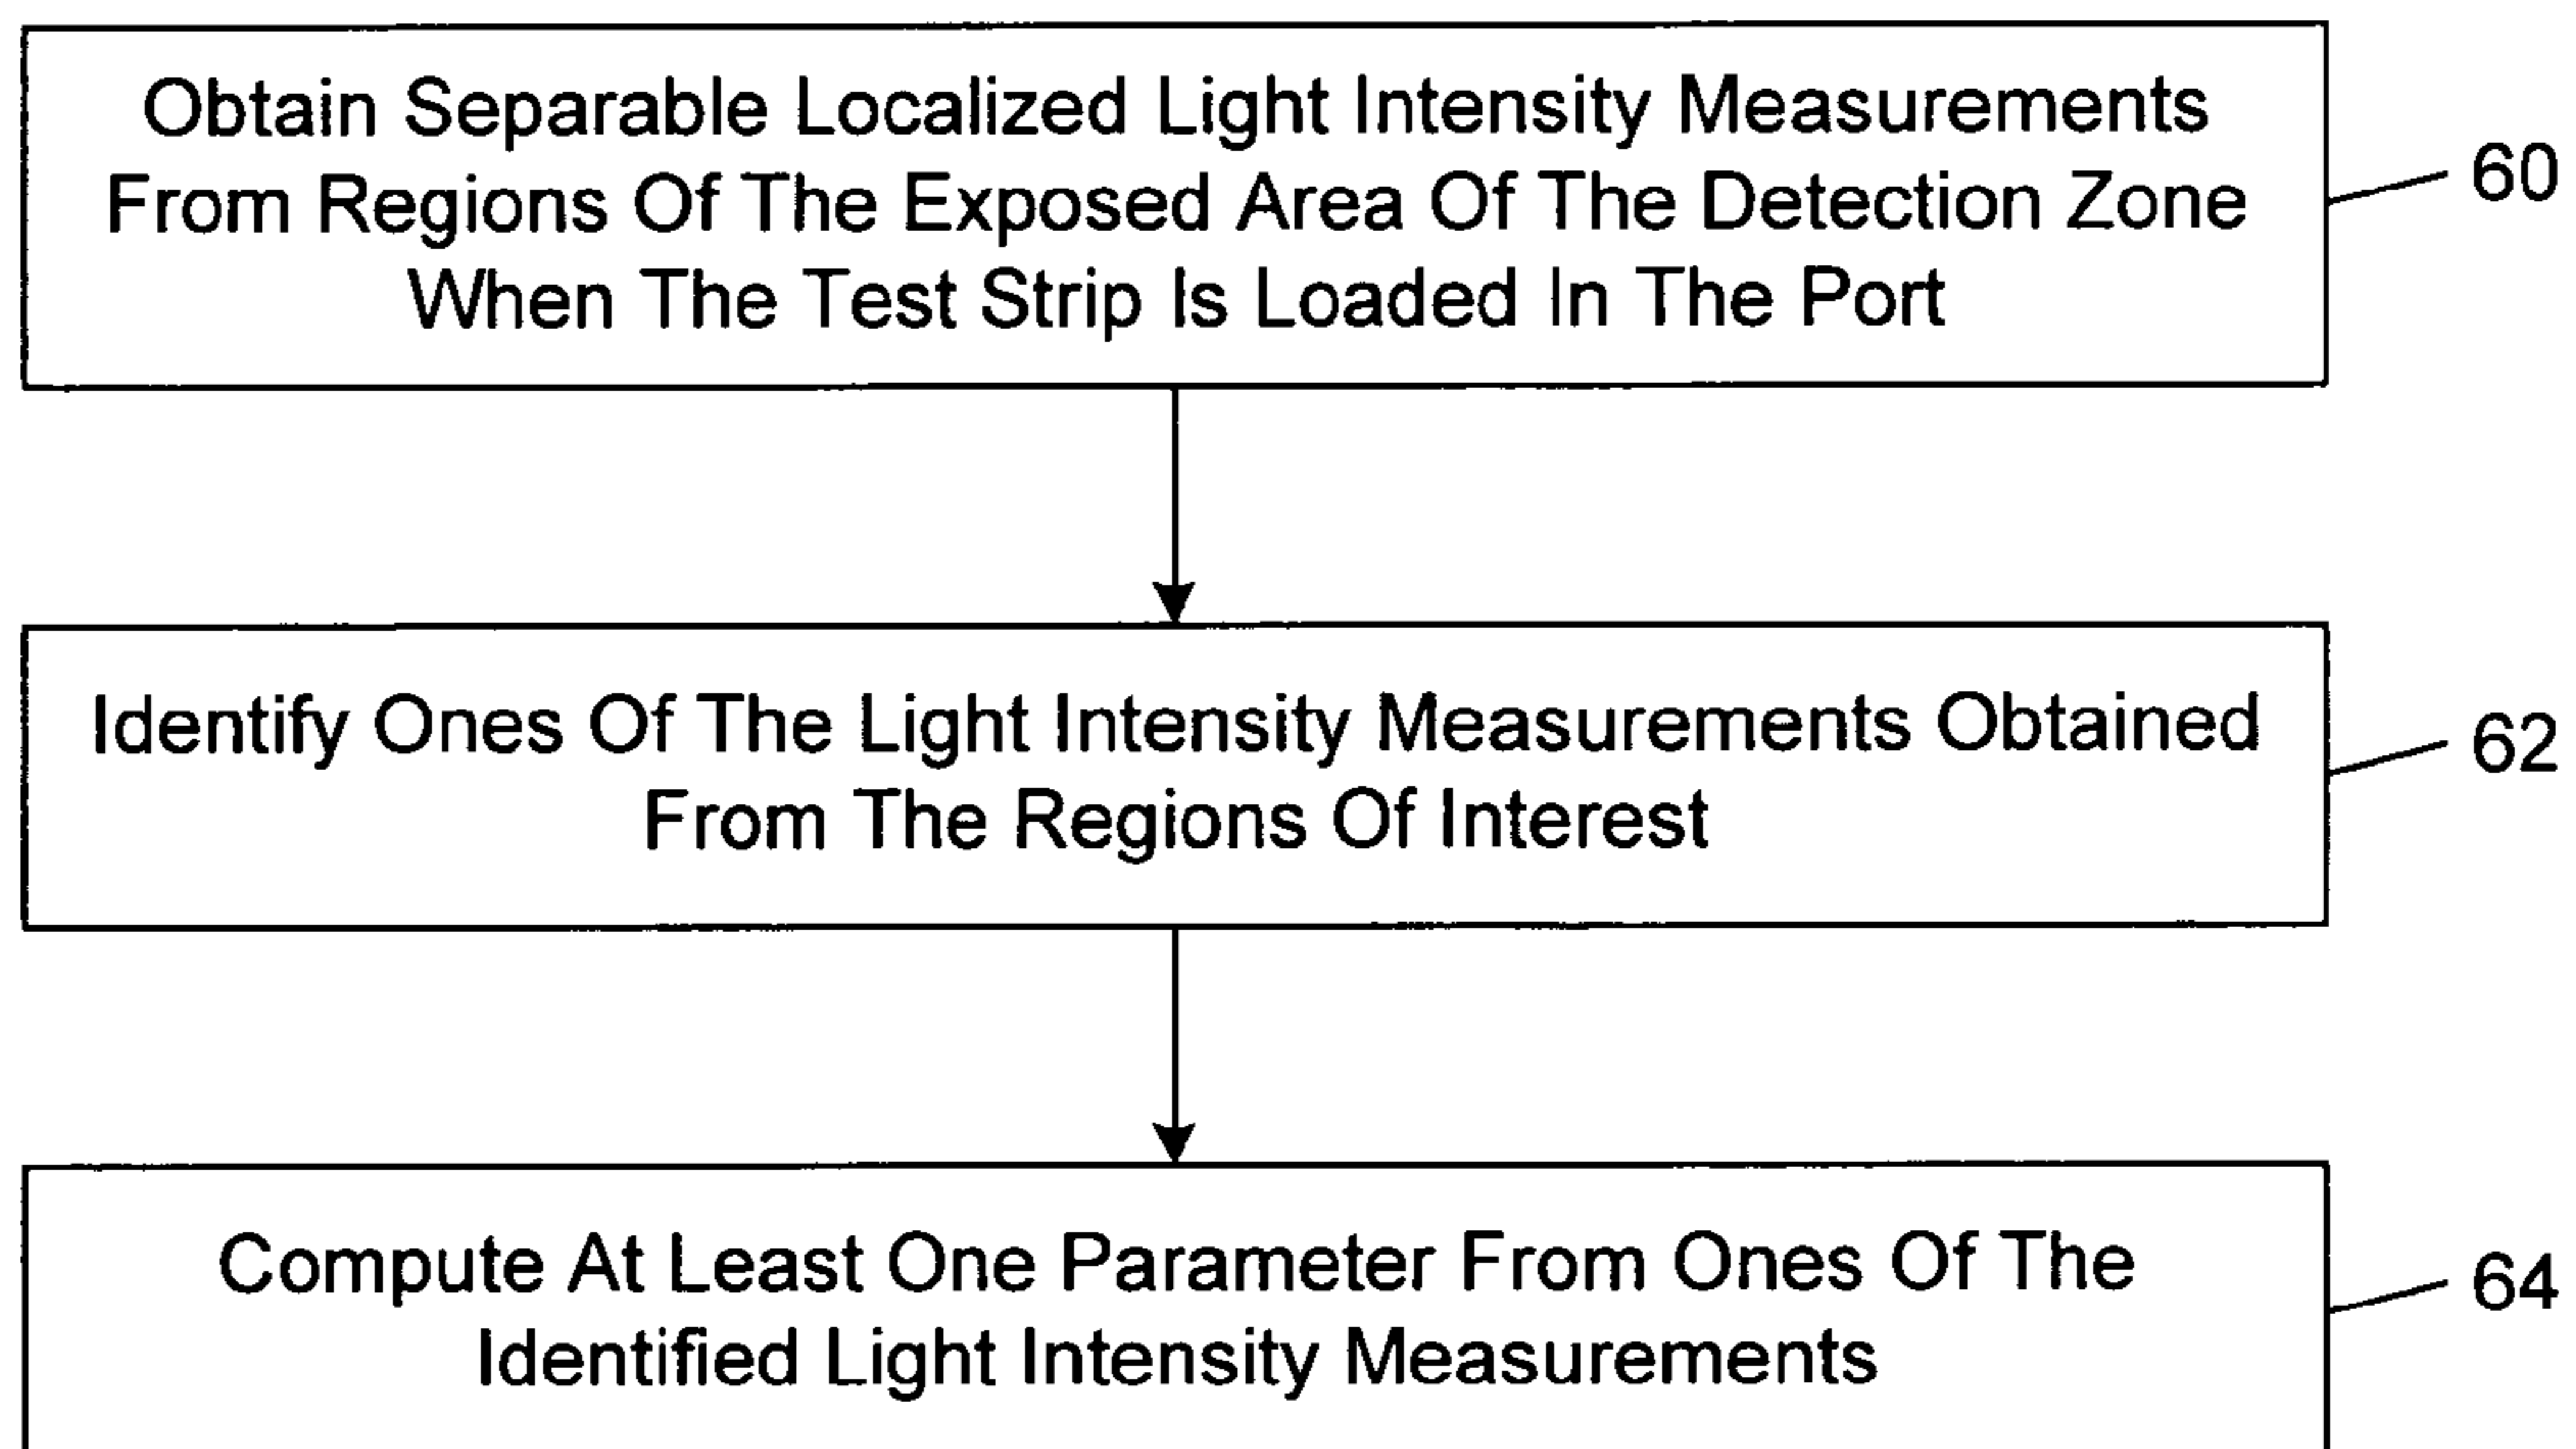 Obtain Separable Localized Light Intensity Measurements
From Regions Of The Exposed Area Of The Detection Zone
When The Test Strip Is Loaded In The Port
60
Identify Ones Of The Light Intensity Measurements Obtained
From The Regions Of Interest
62
Compute At Least One Parameter From Ones Of The
Identified Light Intensity Measurements
64